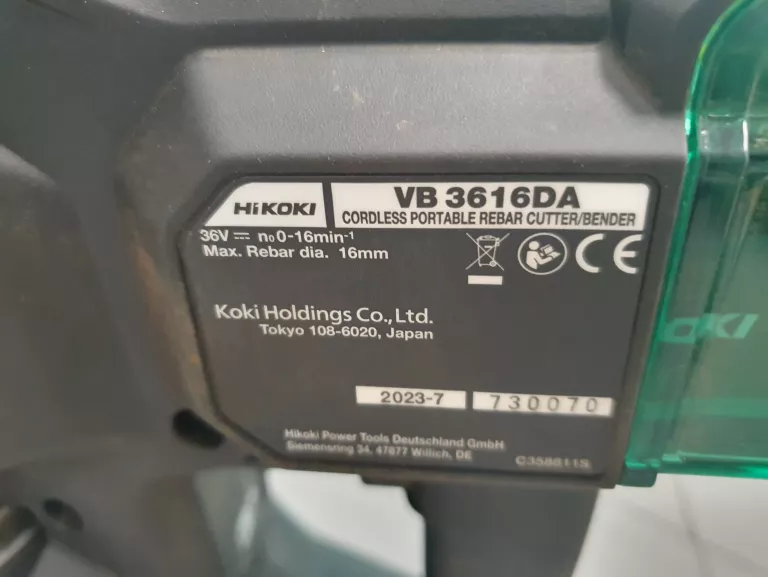 HiKOKI
VB 3616DA
CORDLESS PORTABLE REBAR CUTTER/BENDER
36V ⎓ n₀0-16min-¹
Max. Rebar dia. 16mm
CE
Koki Holdings Co.,Ltd.
Tokyo 108-6020, Japan
2023-7
730070
Hikoki Power Tools Deutschland GmbH
Siemensring 34, 47877 Willich, DE
OKI